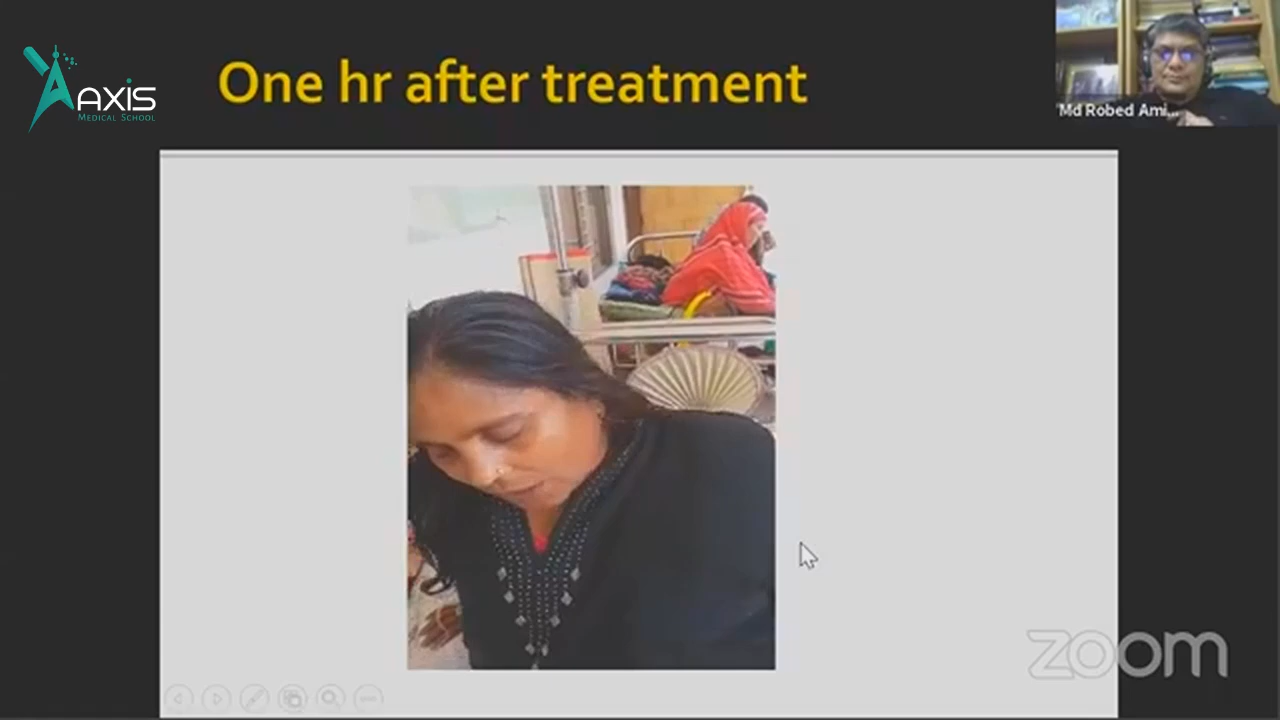 AXIS
MEDICAL SCHOOL
One hr after treatment
'Md Robed Ami...
zoom